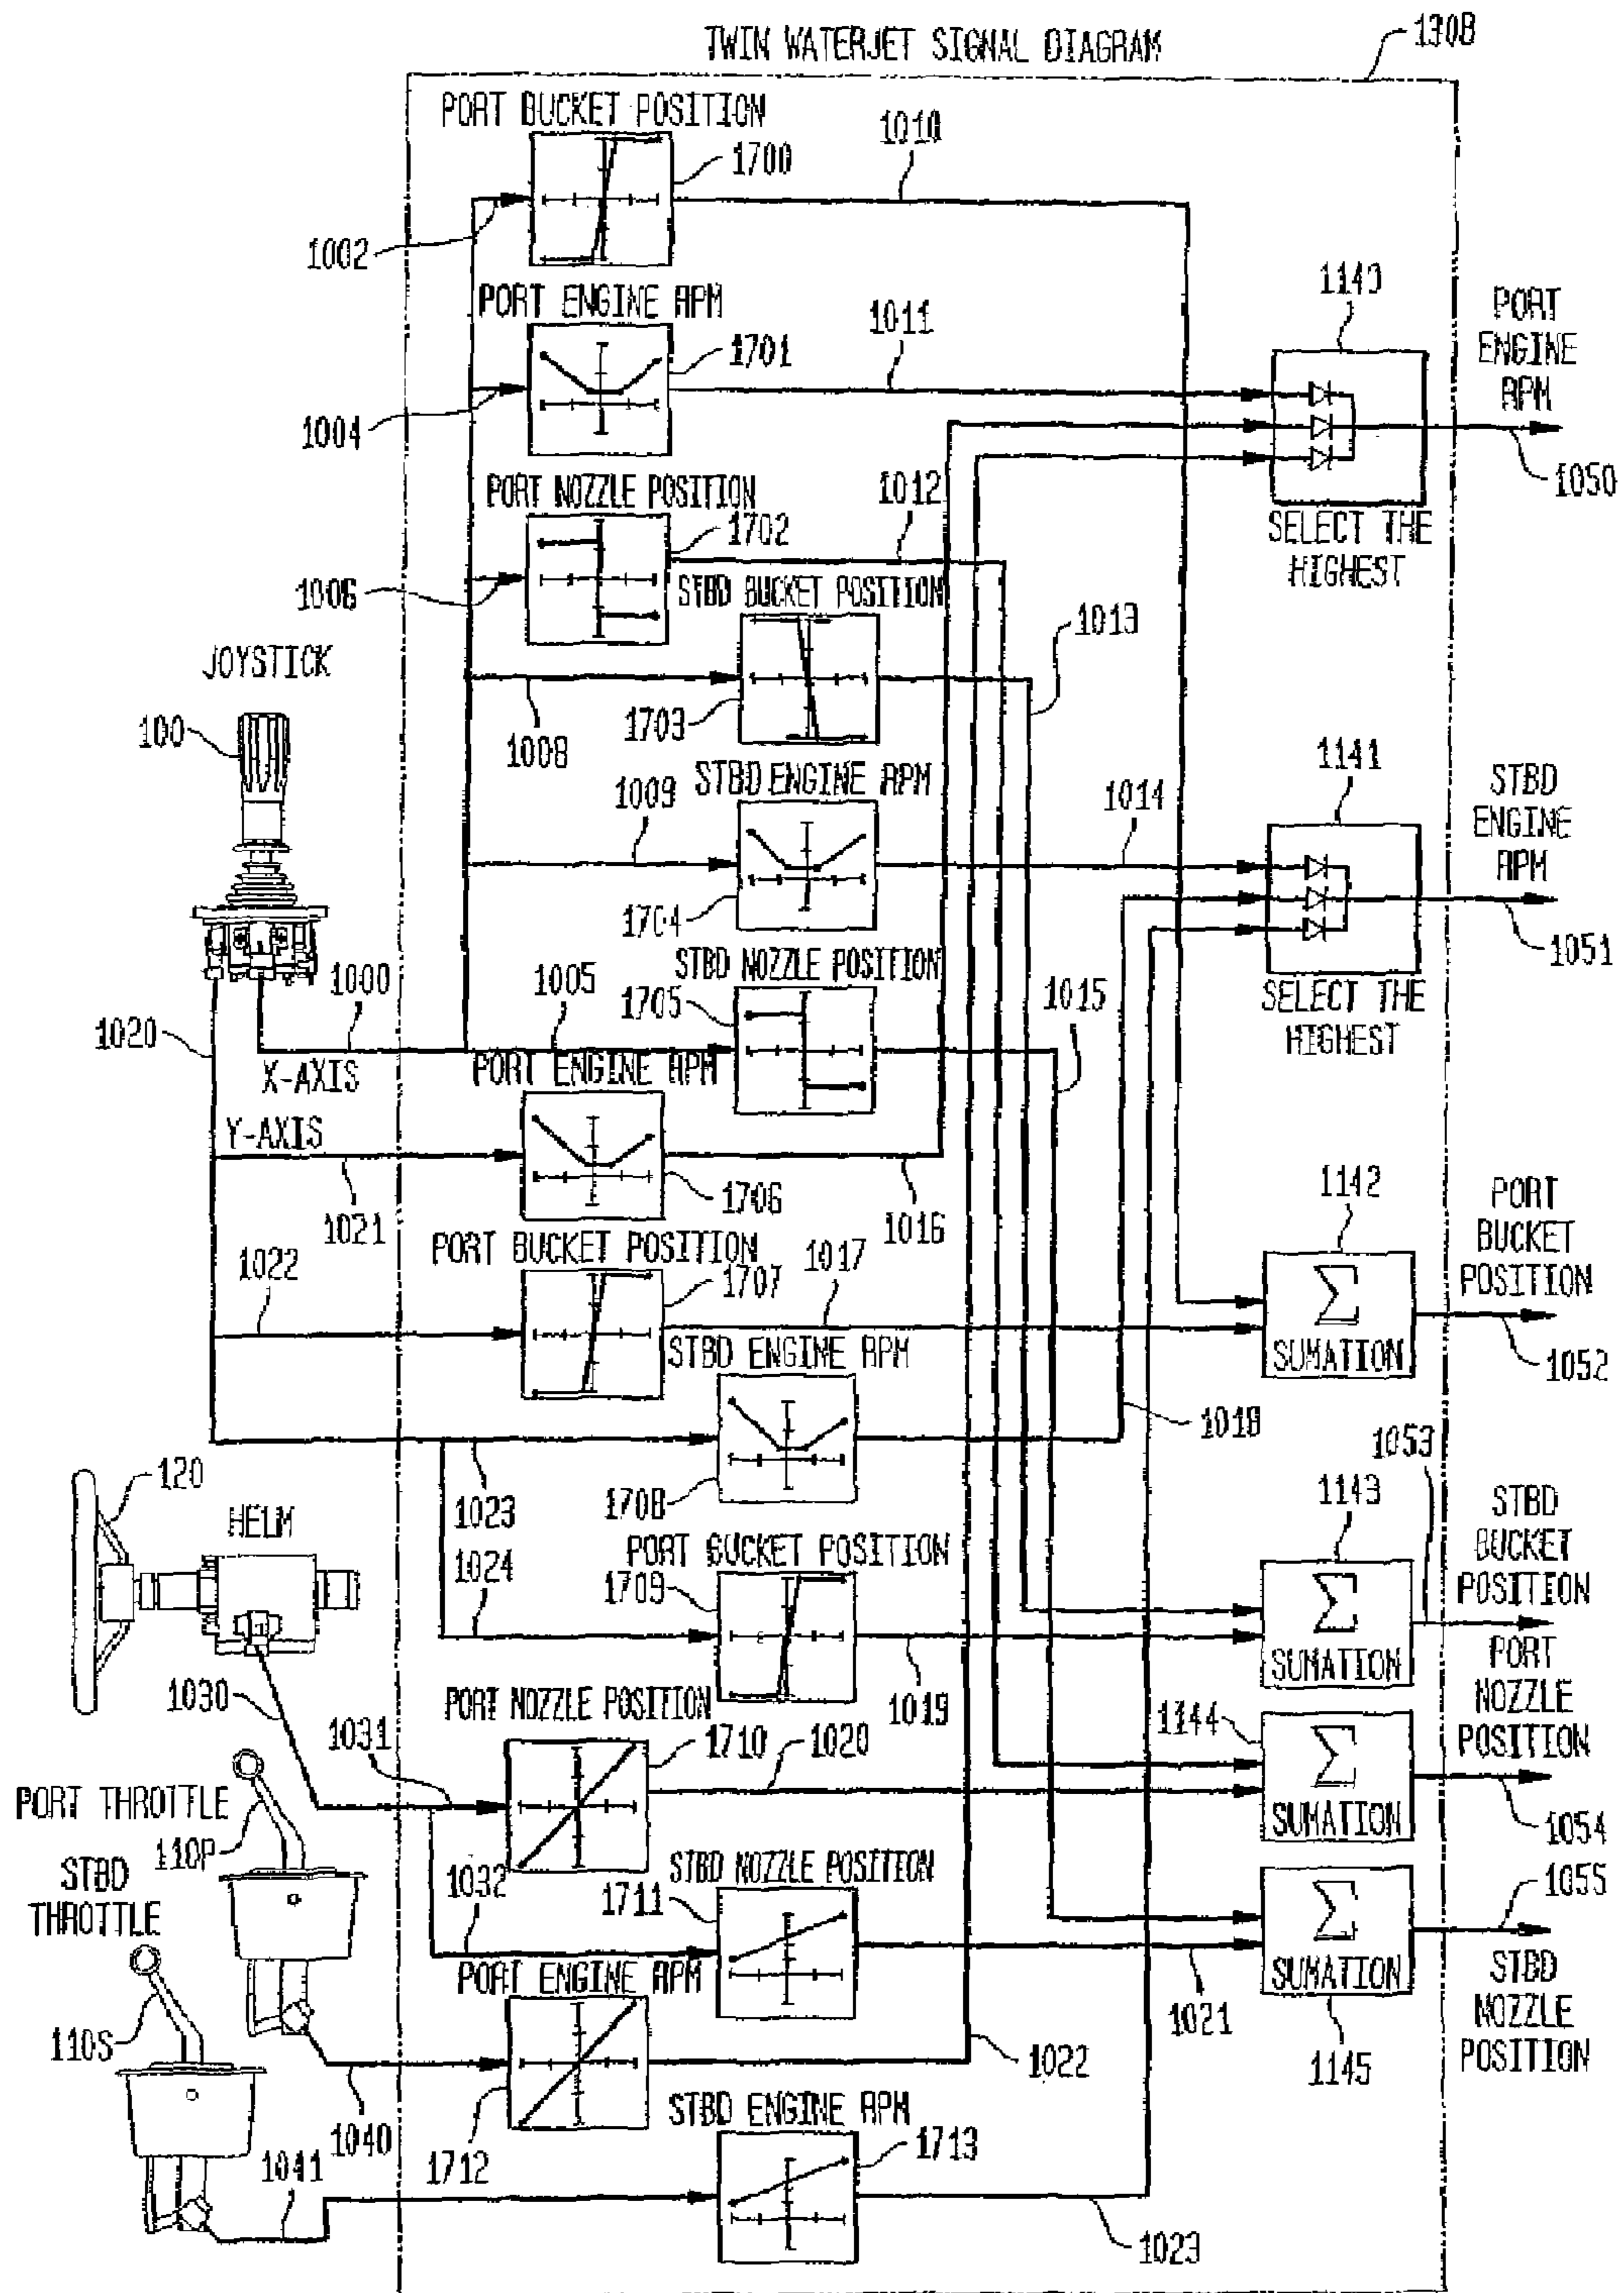 TWIN WATERJET SIGNAL DIAGRAM
130B
PORT BUCKET POSITION
1700
1010
1002
PORT ENGINE RPM
1701
1011
1004
1140
PORT
ENGINE
RPM
1050
SELECT THE
HIGHEST
PORT NOZZLE POSITION
1702
1012
1006
STBD BUCKET POSITION
1013
1703
1008
JOYSTICK
100
STBD ENGINE RPM
1009
1014
1704
1141
STBD
ENGINE
RPM
1051
SELECT THE
HIGHEST
STBD NOZZLE POSITION
1705
1005
1000
1015
1020
X-AXIS
PORT ENGINE RPM
Y-AXIS
1021
1706
1016
1142
PORT
BUCKET
POSITION
PORT BUCKET POSITION
1022
1707
1017
Σ
SUMATION
1052
STBD ENGINE RPM
1018
1023
1708
1053
120
HELM
1143
STBD
BUCKET
POSITION
PORT BUCKET POSITION
1024
1709
Σ
SUMATION
1019
1030
PORT NOZZLE POSITION
1031
1710
1020
1144
Σ
SUMATION
PORT
NOZZLE
POSITION
1054
PORT THROTTLE
110P
STBD
THROTTLE
1032
STBD NOZZLE POSITION
1711
1055
Σ
SUMATION
STBD
NOZZLE
POSITION
PORT ENGINE RPM
110S
1021
1145
1022
1040
1712
STBD ENGINE RPM
1713
1041
1023